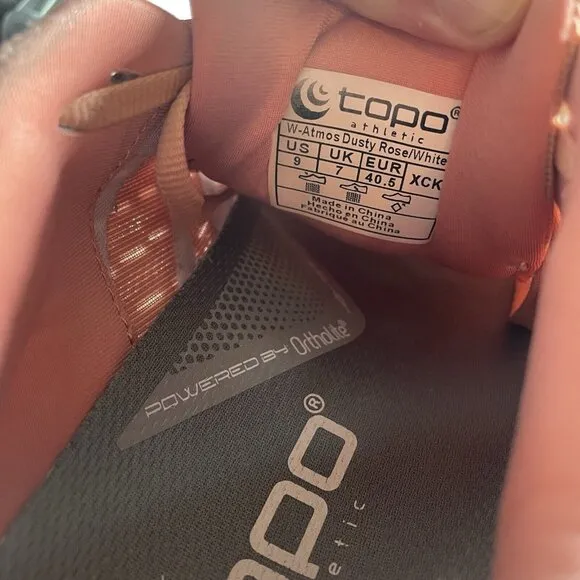 topo®
athletic
W-Atmos Dusty Rose/White
US UK EUR XCK
9 7 40.5
Made in China
Hecho en China
Fabriqué au China
POWERED BY Ortholite®
opo®
etic